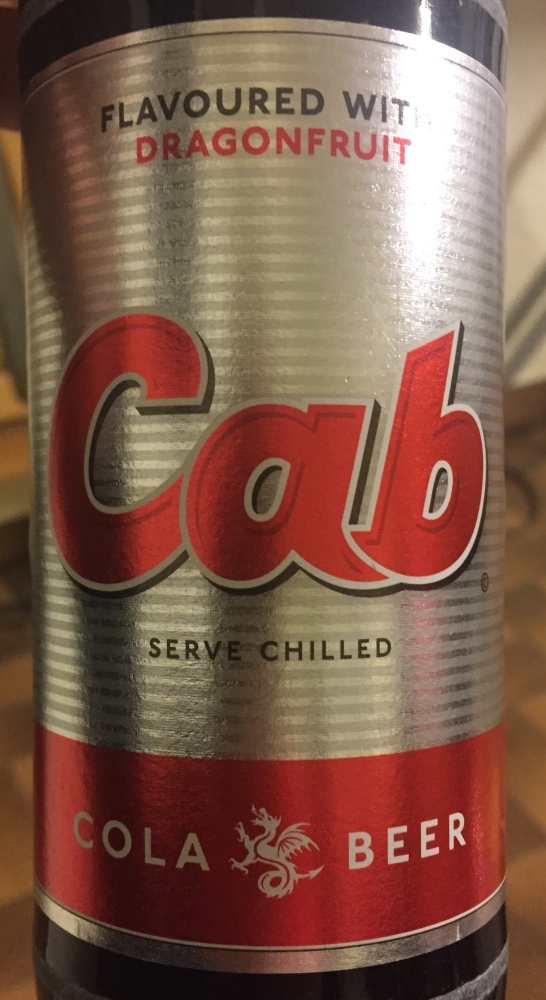 FLAVOURED WITH
DRAGONFRUIT
Cab
®
SERVE CHILLED
COLA BEER